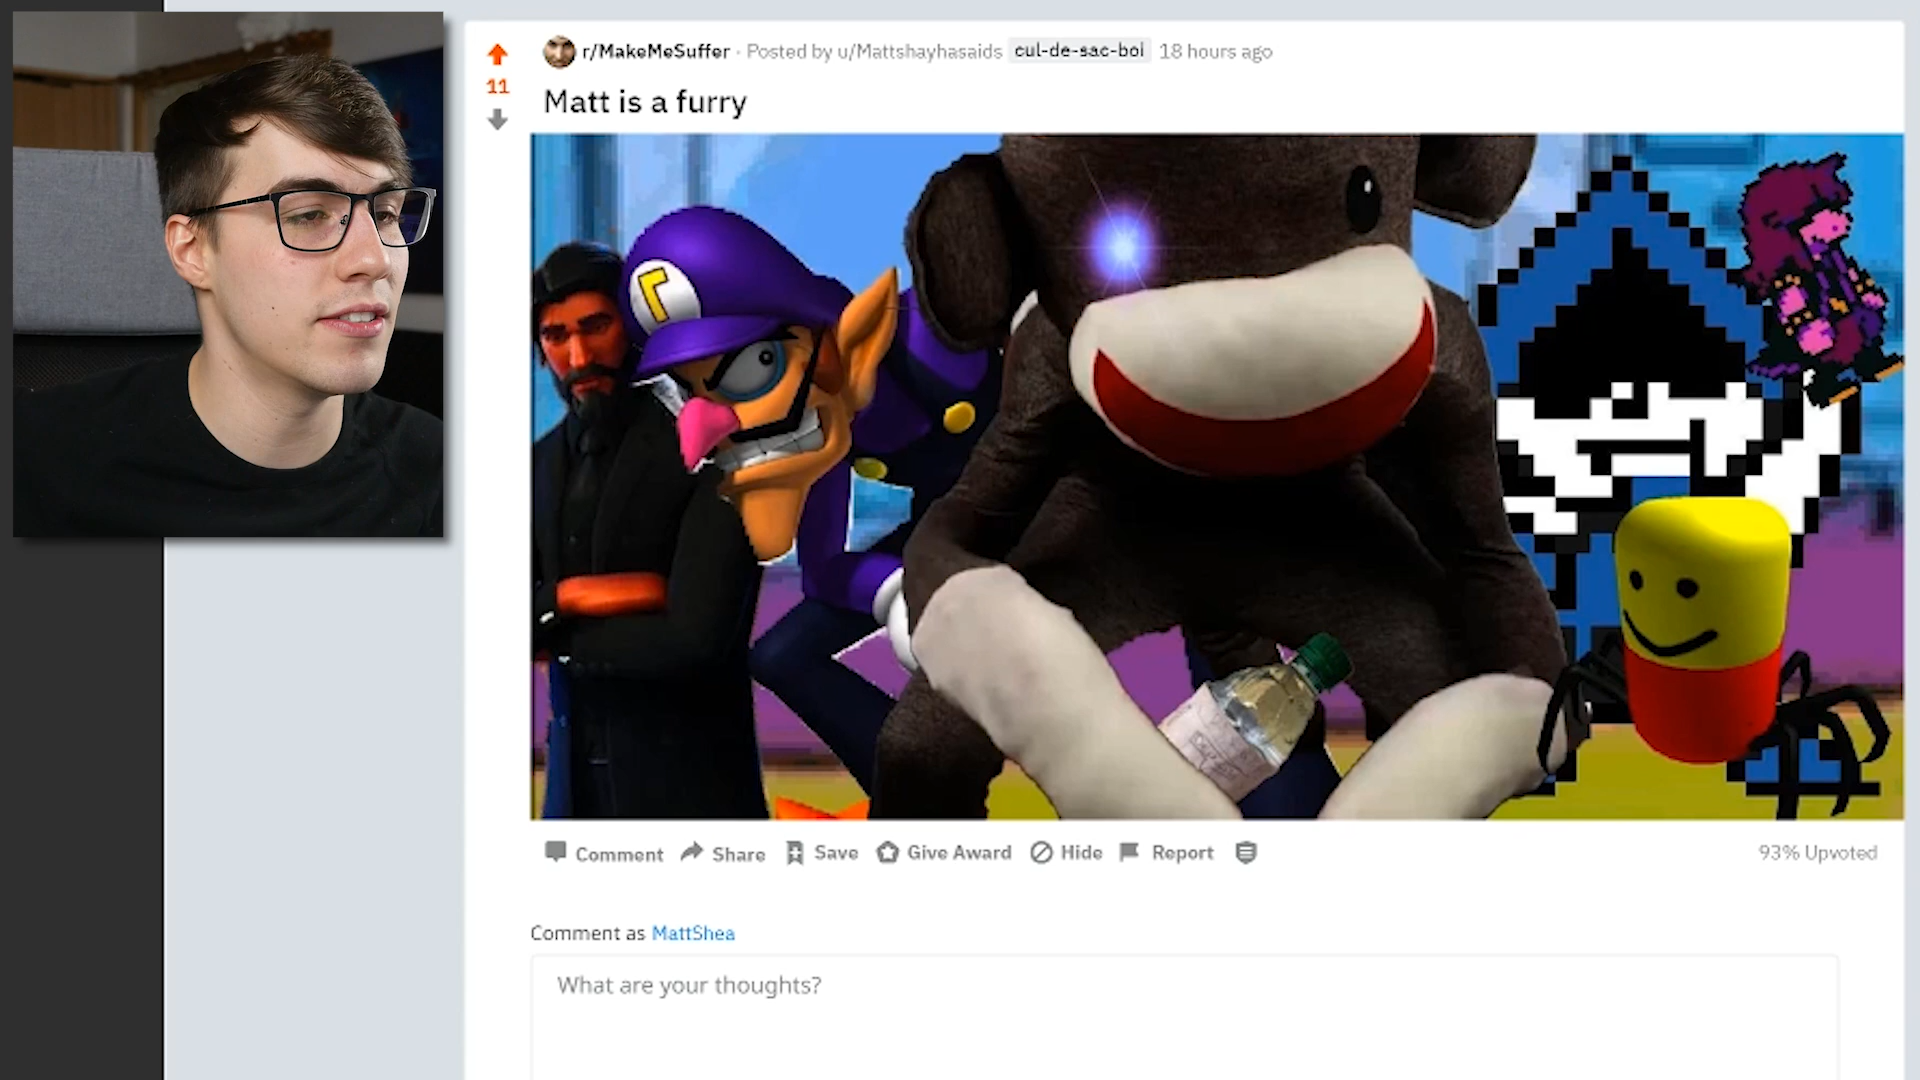 r/MakeMeSuffer · Posted by u/Mattshayhasaids cul-de-sac-boi 18 hours ago
11
Matt is a furry
Comment Share Save Give Award Hide Report 93% Upvoted
Comment as MattShea
What are your thoughts?